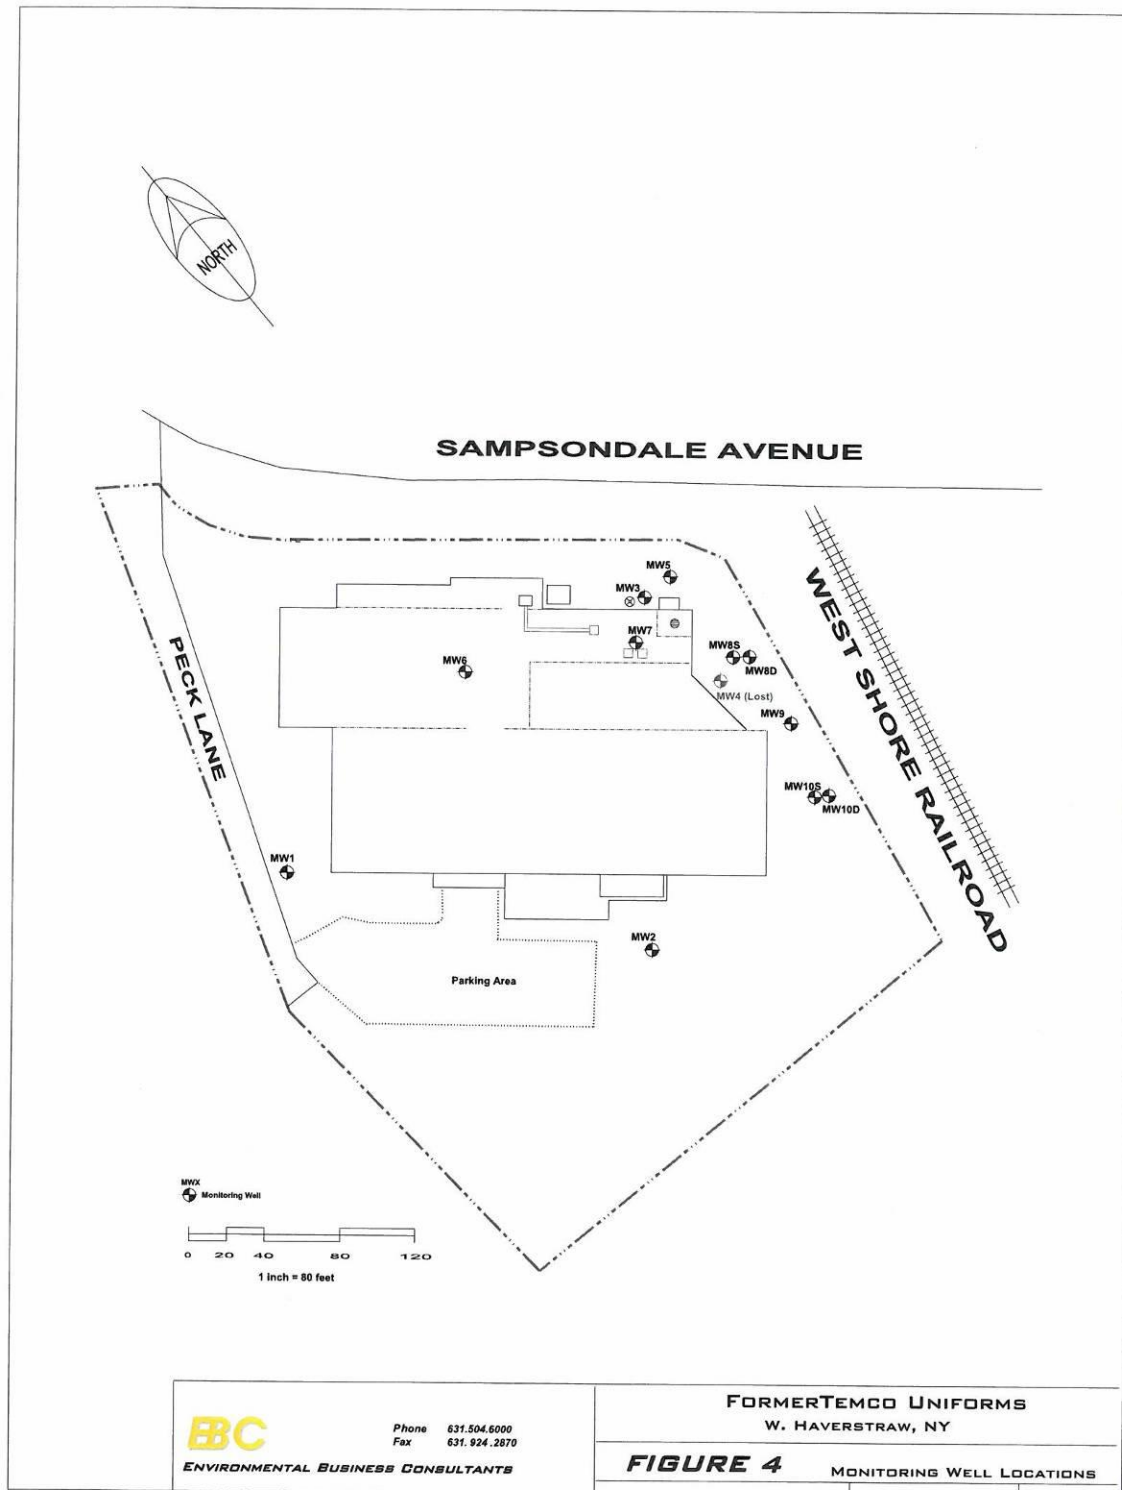 NORTH
SAMPSONDALE AVENUE
MW5
MW3
MW7
MW8S
MW8D
MW6
MW4 (Lost)
MW9
PECK LANE
WEST SHORE RAILROAD
MW10S
MW10D
MW1
MW2
Parking Area
MWX
Monitoring Well
0 20 40 80 120
1 inch = 80 feet
EBC
Phone 631.504.6000
Fax 631. 924 .2870
ENVIRONMENTAL BUSINESS CONSULTANTS
FORMERTEMCO UNIFORMS
W. HAVERSTRAW, NY
FIGURE 4 MONITORING WELL LOCATIONS